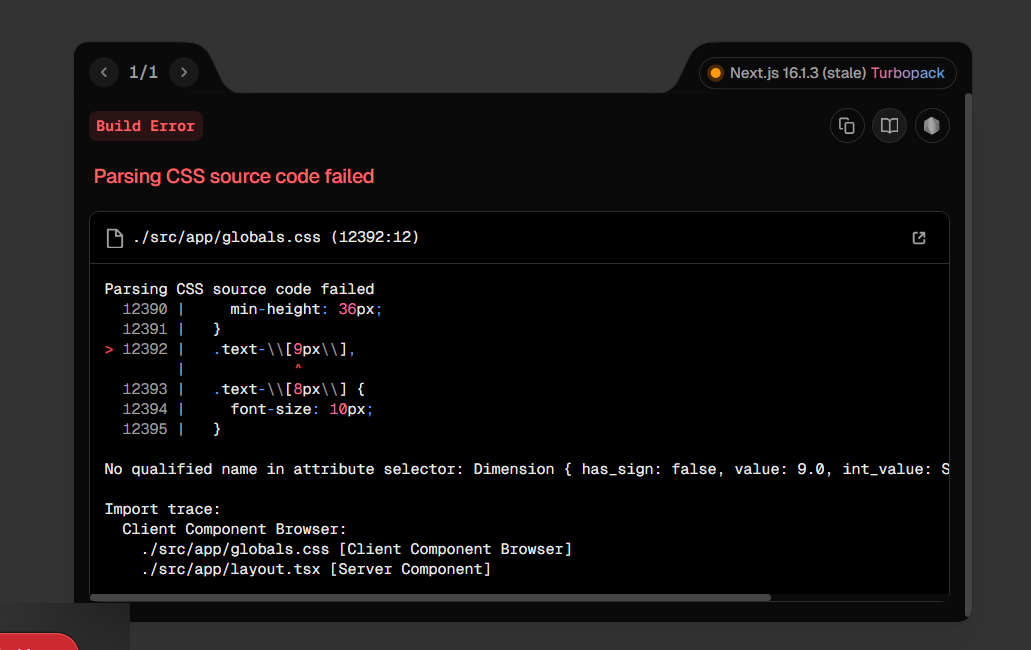 1/1
Next.js 16.1.3 (stale) Turbopack
Build Error
Parsing CSS source code failed
./src/app/globals.css (12392:12)
Parsing CSS source code failed
12390 |     min-height: 36px;
12391 |   }
> 12392 |   .text-\\[9px\\],
|            ^
12393 |   .text-\\[8px\\] {
12394 |     font-size: 10px;
12395 |   }
No qualified name in attribute selector: Dimension { has_sign: false, value: 9.0, int_value: S
Import trace:
Client Component Browser:
./src/app/globals.css [Client Component Browser]
./src/app/layout.tsx [Server Component]